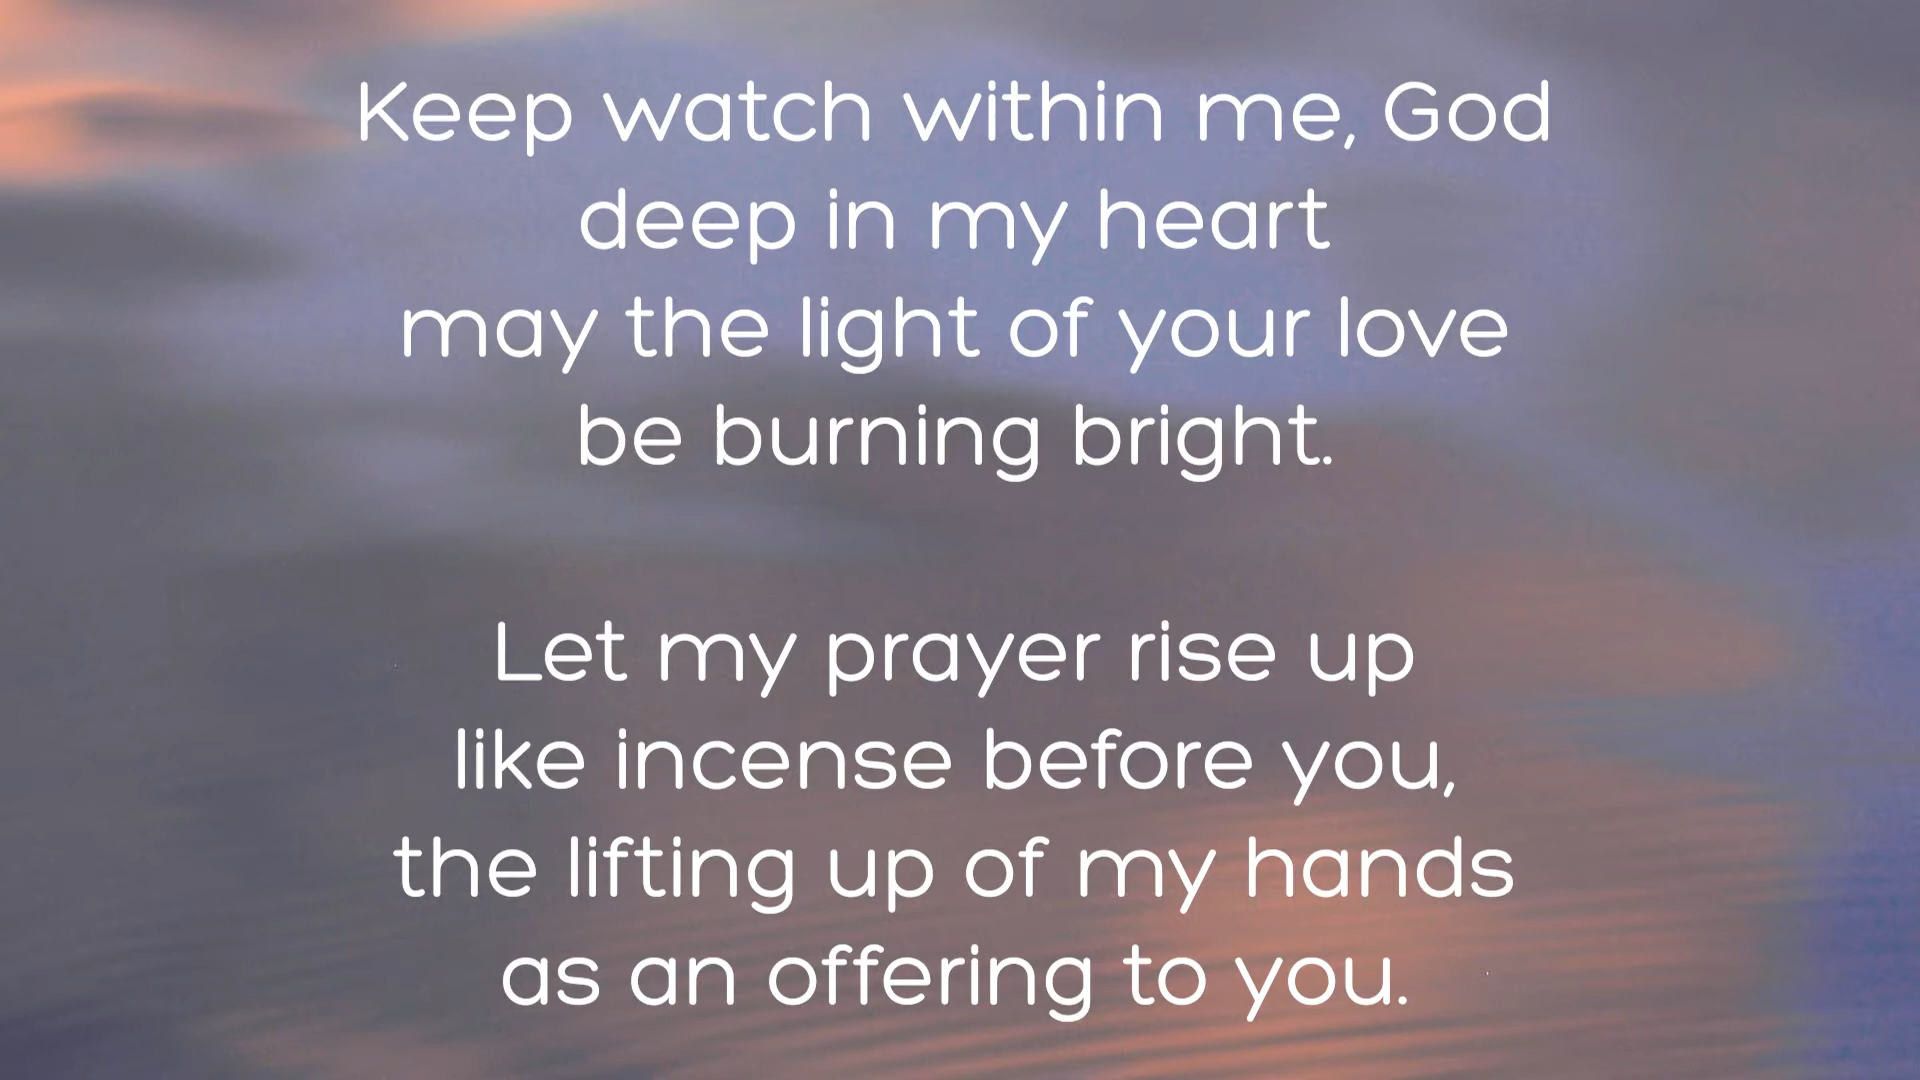 Keep watch within me, God
deep in my heart
may the light of your love
be burning bright.
Let my prayer rise up
like incense before you,
the lifting up of my hands
as an offering to you.